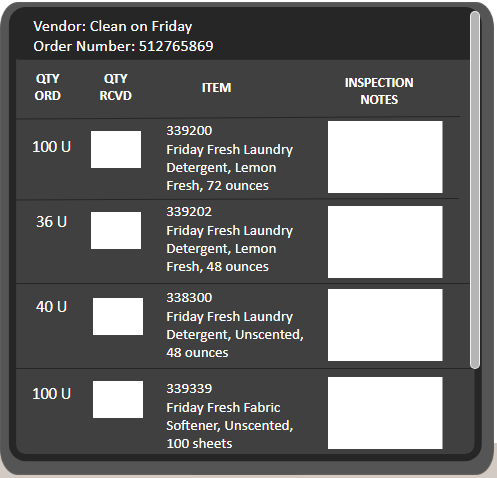 Vendor: Clean on Friday
Order Number: 512765869
QTY ORD
QTY RCVD
ITEM
INSPECTION NOTES
100 U
339200
Friday Fresh Laundry
Detergent, Lemon
Fresh, 72 ounces
36 U
339202
Friday Fresh Laundry
Detergent, Lemon
Fresh, 48 ounces
40 U
338300
Friday Fresh Laundry
Detergent, Unscented,
48 ounces
100 U
339339
Friday Fresh Fabric
Softener, Unscented,
100 sheets